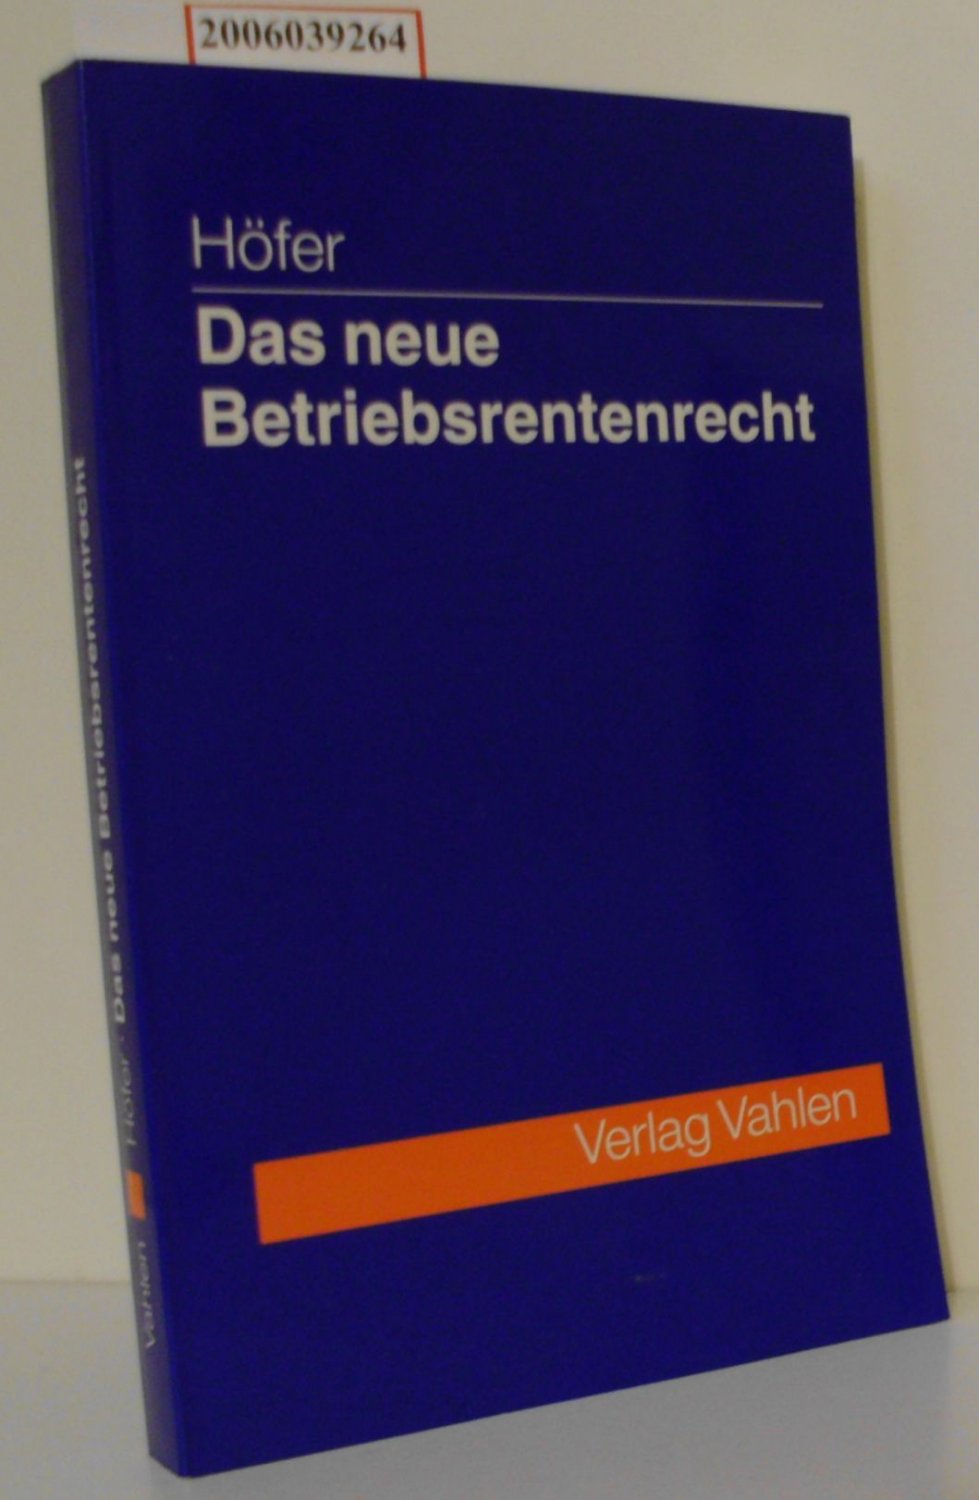 2006039264
Höfer
Das neue
Betriebsrentenrecht
Verlag Vahlen
Vahlen Höfer · Das neue Betriebsrentenrecht